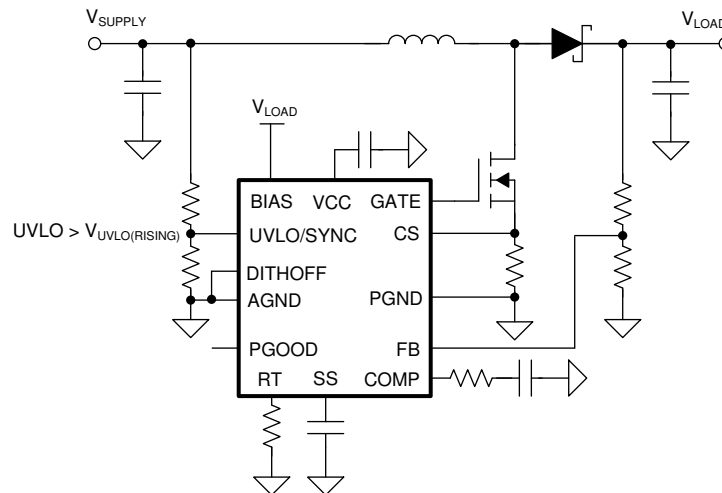 VSUPPLY
VLOAD
VLOAD
BIAS VCC GATE
UVLO > VUVLO(RISING)
UVLO/SYNC CS
DITHOFF
AGND PGND
PGOOD FB
RT SS COMP